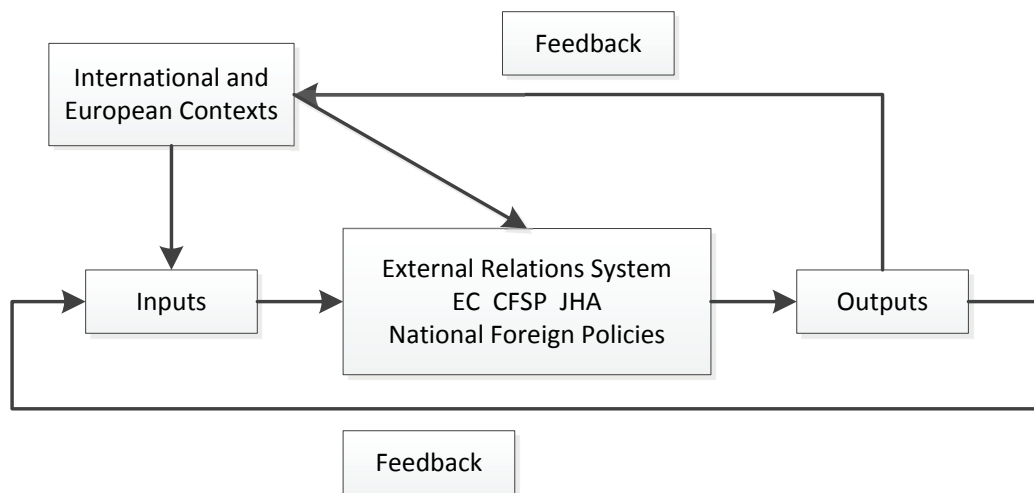 Feedback
International and
European Contexts
External Relations System
EC CFSP JHA
National Foreign Policies
Inputs
Outputs
Feedback